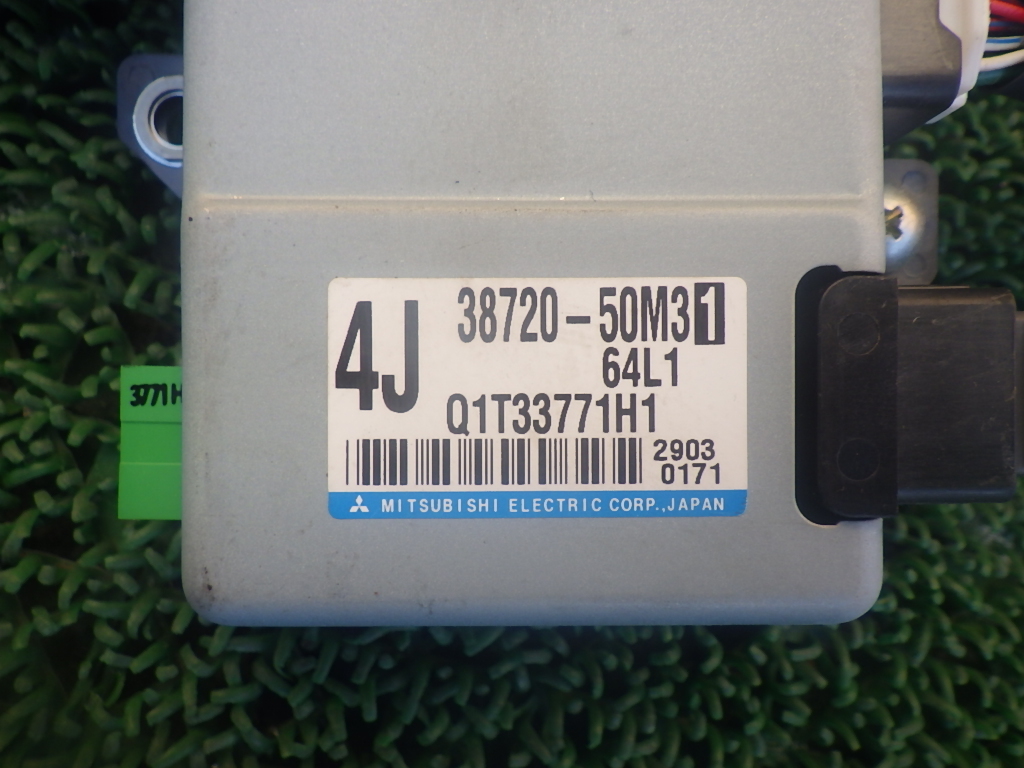 4J
38720-50M31
64L1
Q1T33771H1
2903
0171
MITSUBISHI ELECTRIC CORP.,JAPAN
3771H